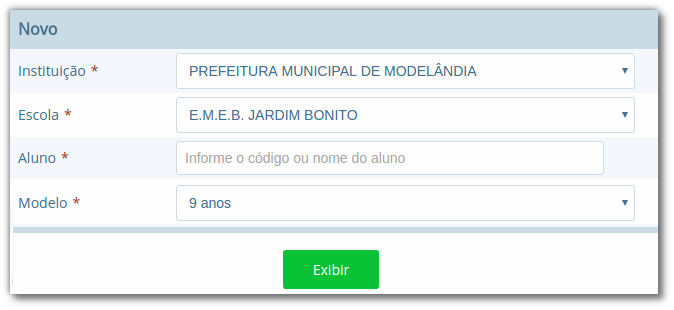 Novo
Instituição * PREFEITURA MUNICIPAL DE MODELÂNDIA
Escola * E.M.E.B. JARDIM BONITO
Aluno * Informe o código ou nome do aluno
Modelo * 9 anos
Exibir